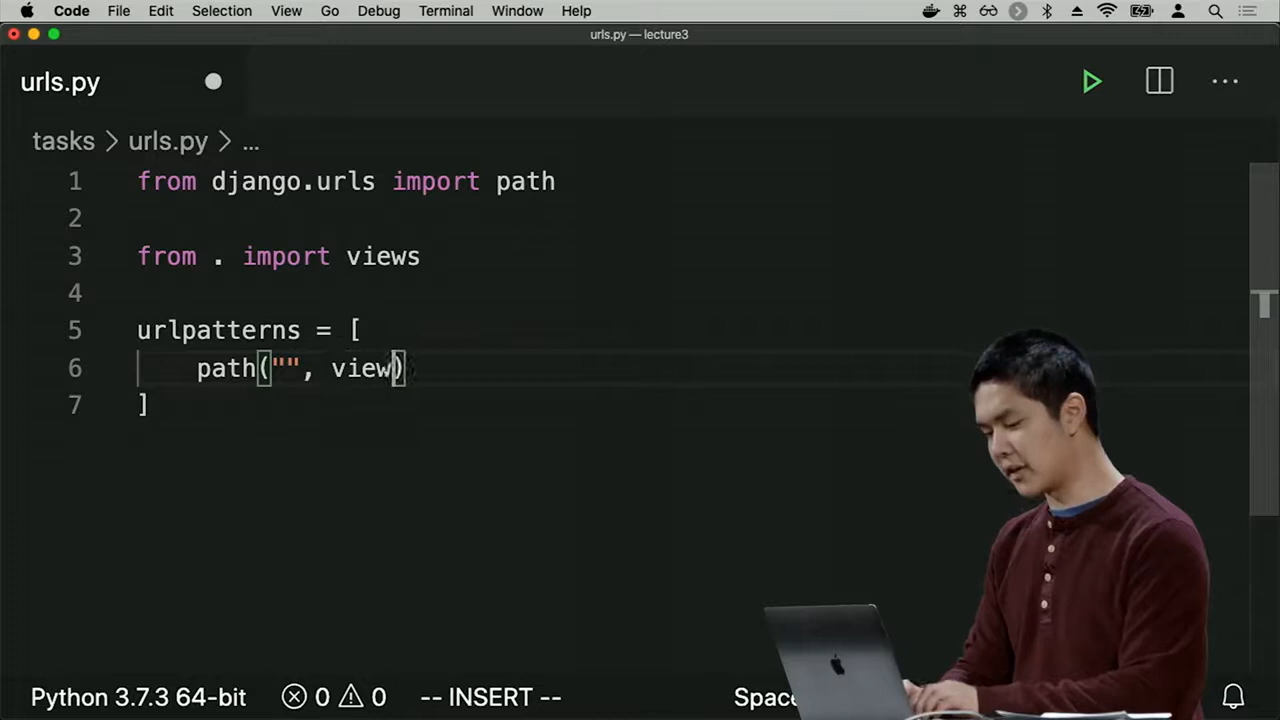 Code File Edit Selection View Go Debug Terminal Window Help
urls.py — lecture3
urls.py
tasks > urls.py > ...
1 from django.urls import path
2
3 from . import views
4
5 urlpatterns = [
6 path("", view)
7 ]
Python 3.7.3 64-bit 0 0 -- INSERT -- Space